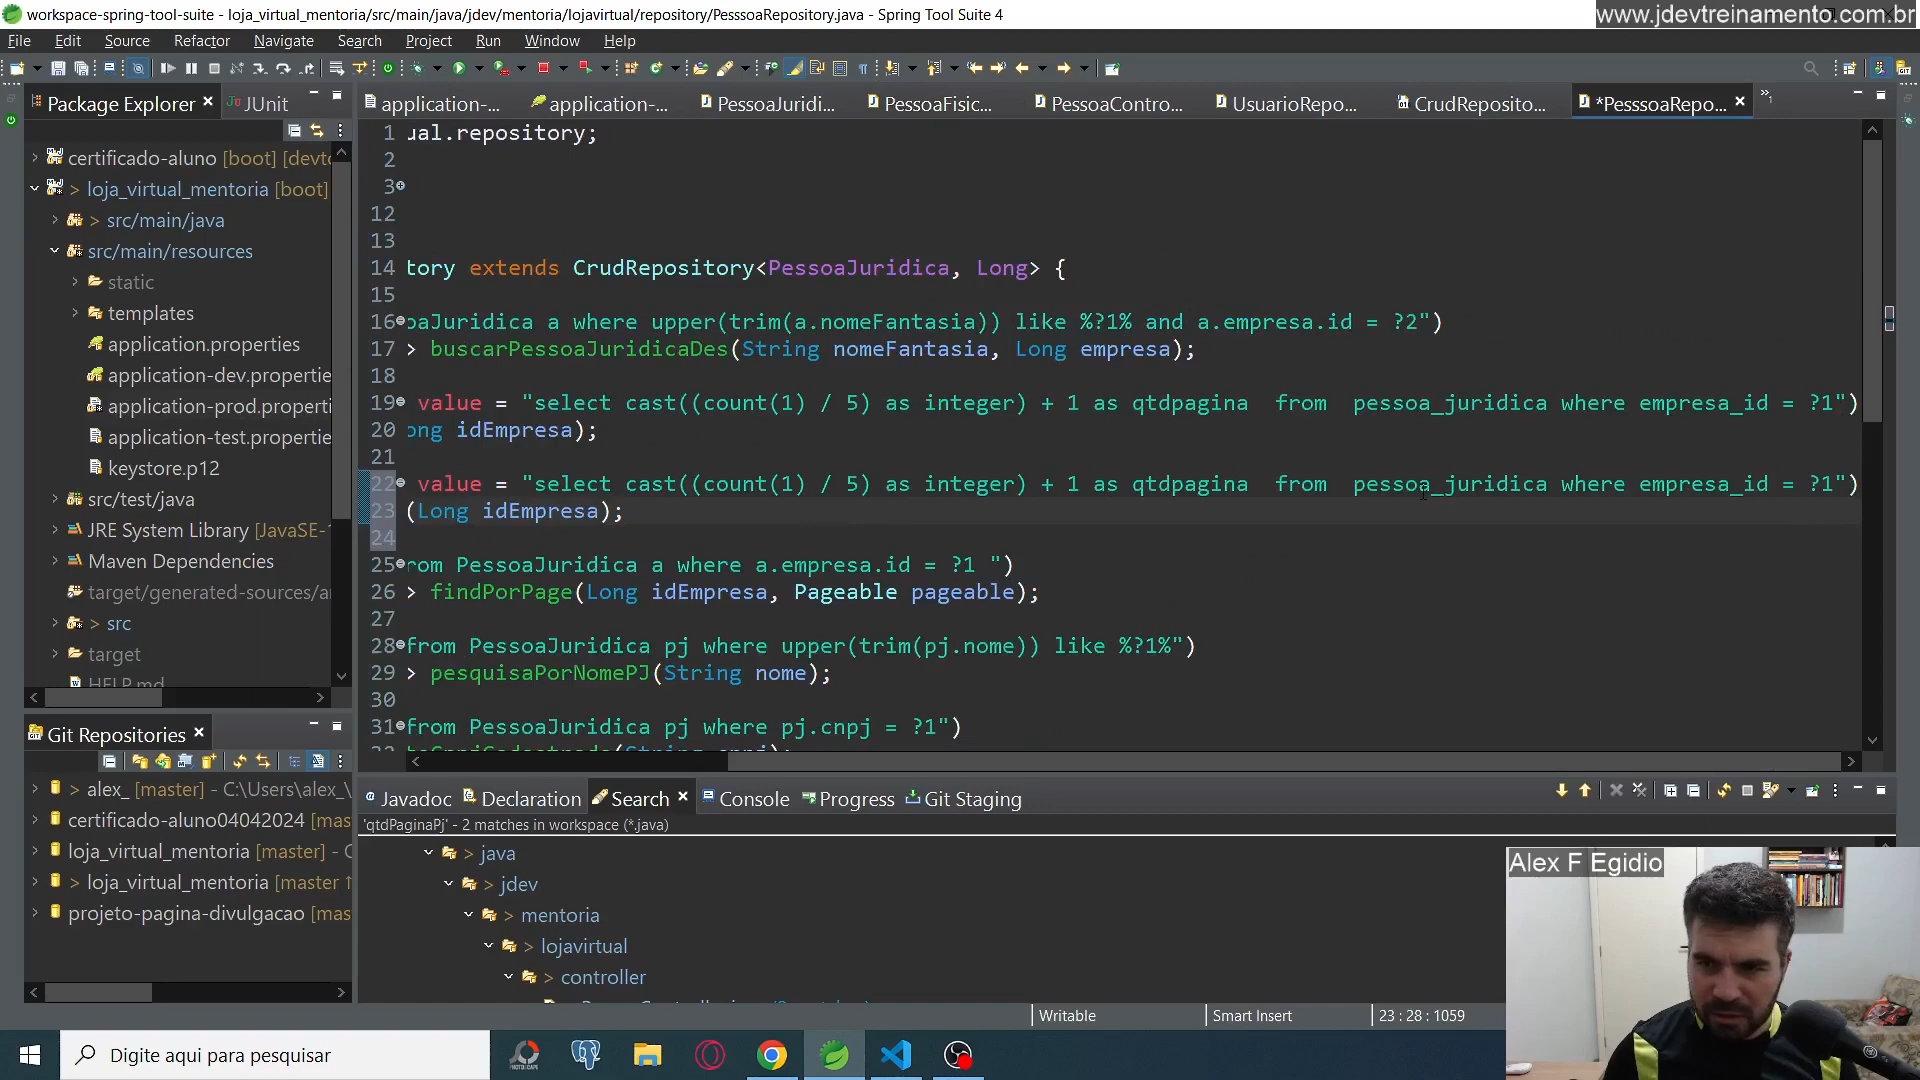 workspace-spring-tool-suite - loja_virtual_mentoria/src/main/java/jdev/mentoria/lojavirtual/repository/PesssoaRepository.java - Spring Tool Suite 4
www.jdevtreinamento.com.br
File Edit Source Refactor Navigate Search Project Run Window Help
Package Explorer JUnit
application-...
application-...
PessoaJuridi...
PessoaFisic...
PessoaContro...
UsuarioRepo...
CrudReposito...
*PesssoaRepo...
certificado-aluno [boot] [devto
> loja_virtual_mentoria [boot]
> src/main/java
src/main/resources
static
templates
application.properties
application-dev.propertie
application-prod.properti
application-test.propertie
keystore.p12
src/test/java
JRE System Library [JavaSE-
Maven Dependencies
target/generated-sources/a
> src
target
HELP.md
1 ual.repository;
2
3
12
13
14 tory extends CrudRepository<PessoaJuridica, Long> {
15
16 oaJuridica a where upper(trim(a.nomeFantasia)) like %?1% and a.empresa.id = ?2")
17 > buscarPessoaJuridicaDes(String nomeFantasia, Long empresa);
18
19 value = "select cast((count(1) / 5) as integer) + 1 as qtdpagina  from  pessoa_juridica where empresa_id = ?1")
20 ong idEmpresa);
21
22 value = "select cast((count(1) / 5) as integer) + 1 as qtdpagina  from  pessoa_juridica where empresa_id = ?1")
23 (Long idEmpresa);
24
25 rom PessoaJuridica a where a.empresa.id = ?1 ")
26 > findPorPage(Long idEmpresa, Pageable pageable);
27
28 from PessoaJuridica pj where upper(trim(pj.nome)) like %?1%")
29 > pesquisaPorNomePJ(String nome);
30
31 from PessoaJuridica pj where pj.cnpj = ?1")
Git Repositories
> alex_ [master] - C:\Users\alex_\
certificado-aluno04042024 [mas
loja_virtual_mentoria [master] - C
> loja_virtual_mentoria [master ↑
projeto-pagina-divulgacao [mas
Javadoc Declaration Search Console Progress Git Staging
'qtdPaginaPj' - 2 matches in workspace (*.java)
> java
> jdev
> mentoria
> lojavirtual
> controller
Alex F Egidio
Writable Smart Insert 23 : 28 : 1059
Digite aqui para pesquisar